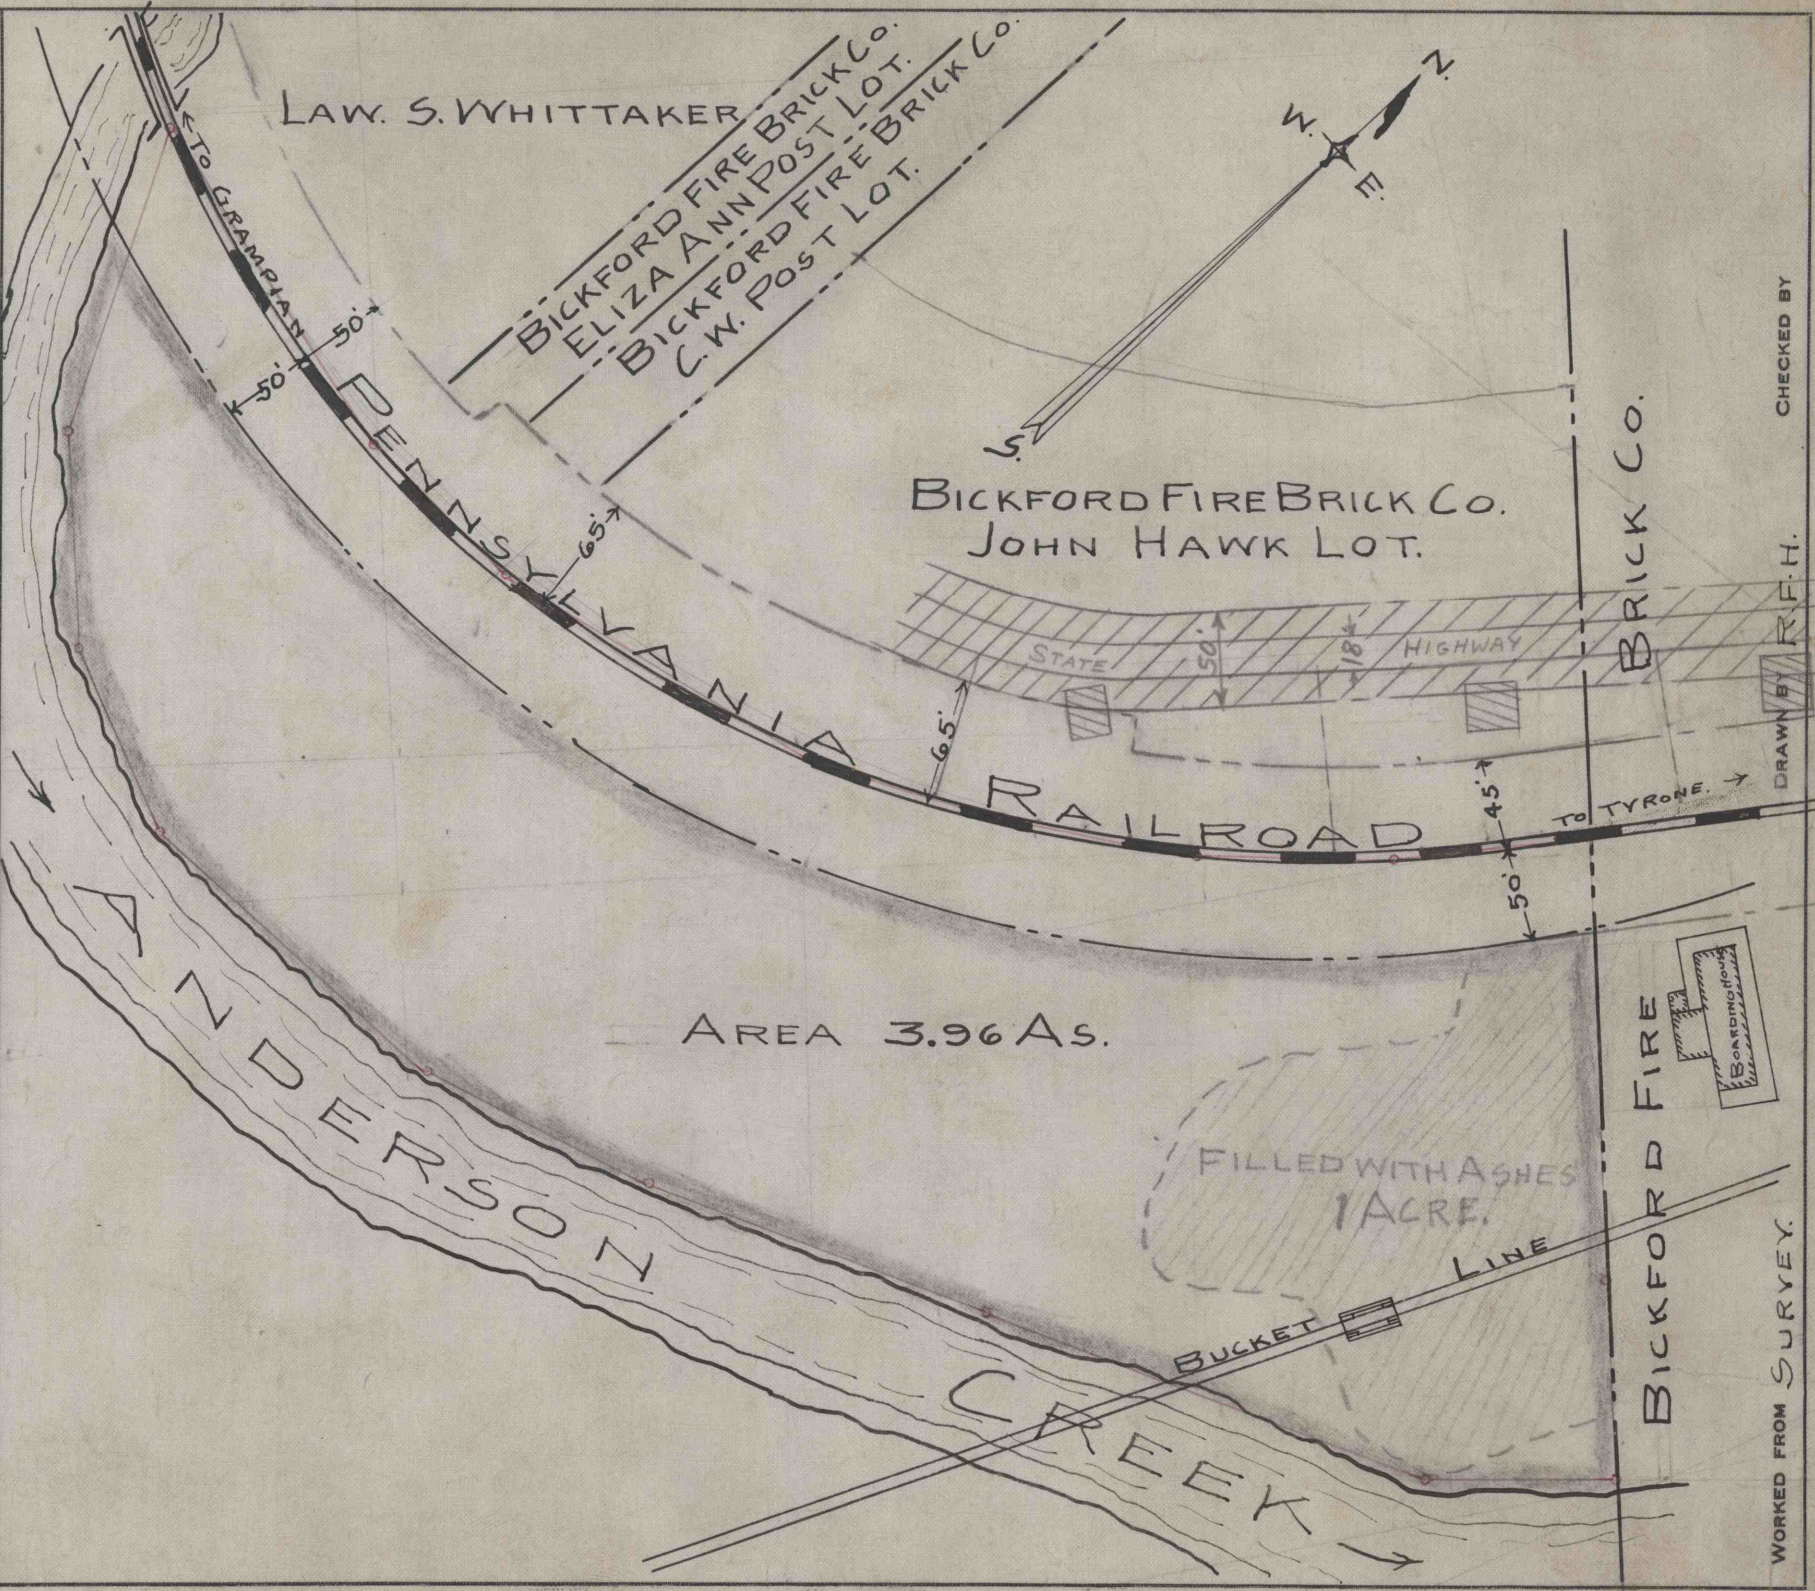 LAW. S. WHITTAKER
BICKFORD FIRE BRICK CO.
ELIZA ANN POST LOT.
BICKFORD FIRE BRICK CO.
C. W. POST LOT.
N.
W.
E.
S.
TO GRAMPIAN
50'
50'
PENNSYLVANIA RAILROAD
65'
65'
BICKFORD FIRE BRICK CO.
JOHN HAWK LOT.
STATE HIGHWAY
50'
18'
45'
50'
TO TYRONE.
BICKFORD FIRE BRICK CO.
BOARDING HOUSE
AREA 3.96 AS.
FILLED WITH ASHES
1 ACRE.
BUCKET LINE
ANDERSON CREEK
WORKED FROM SURVEY.
DRAWN BY R.F.H.
CHECKED BY